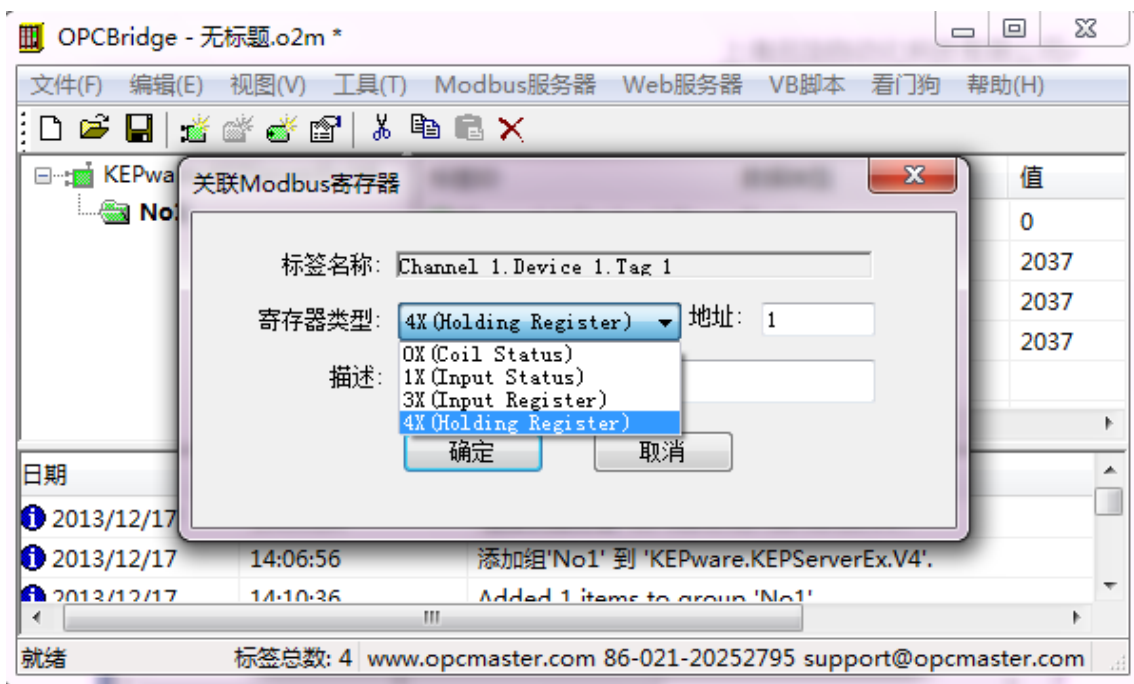 OPCBridge - 无标题.o2m *
文件(F) 编辑(E) 视图(V) 工具(T) Modbus服务器 Web服务器 VB脚本 看门狗 帮助(H)
KEPwa
值
No
0
2037
2037
2037
关联Modbus寄存器
标签名称: Channel 1.Device 1.Tag 1
寄存器类型: 4X(Holding Register) 地址: 1
0X(Coil Status)
描述: 1X(Input Status)
3X(Input Register)
4X(Holding Register)
确定 取消
日期
2013/12/17
2013/12/17 14:06:56 添加组'No1' 到 'KEPware.KEPServerEx.V4'.
2013/12/17 14:10:36 Added 1 items to group 'No1'
就绪 标签总数: 4 www.opcmaster.com 86-021-20252795 support@opcmaster.com